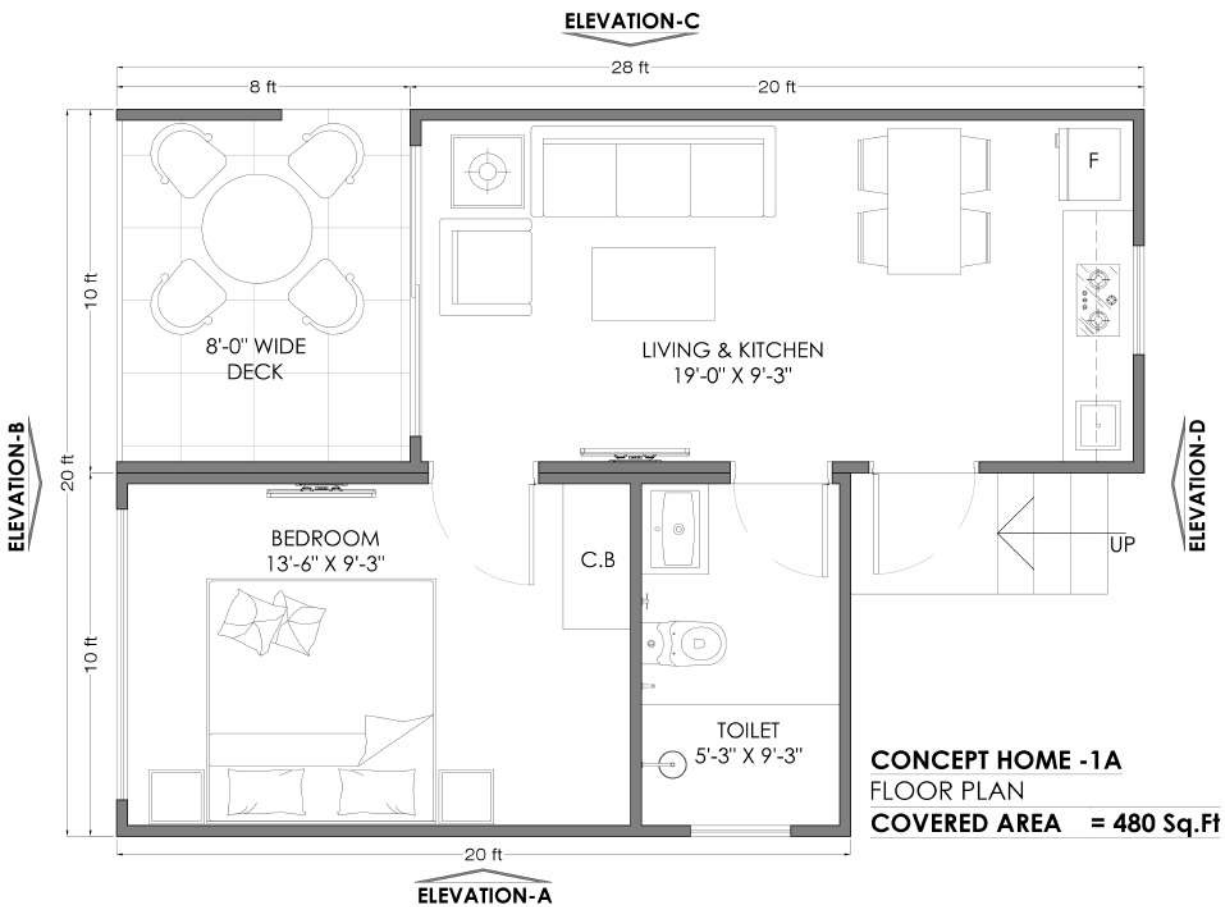 ELEVATION-C
28 ft
8 ft
20 ft
F
10 ft
8'-0" WIDE
DECK
LIVING & KITCHEN
19'-0" X 9'-3"
ELEVATION-B
20 ft
ELEVATION-D
BEDROOM
13'-6" X 9'-3"
C.B
UP
10 ft
TOILET
5'-3" X 9'-3"
CONCEPT HOME -1A
FLOOR PLAN
COVERED AREA = 480 Sq.Ft
20 ft
ELEVATION-A